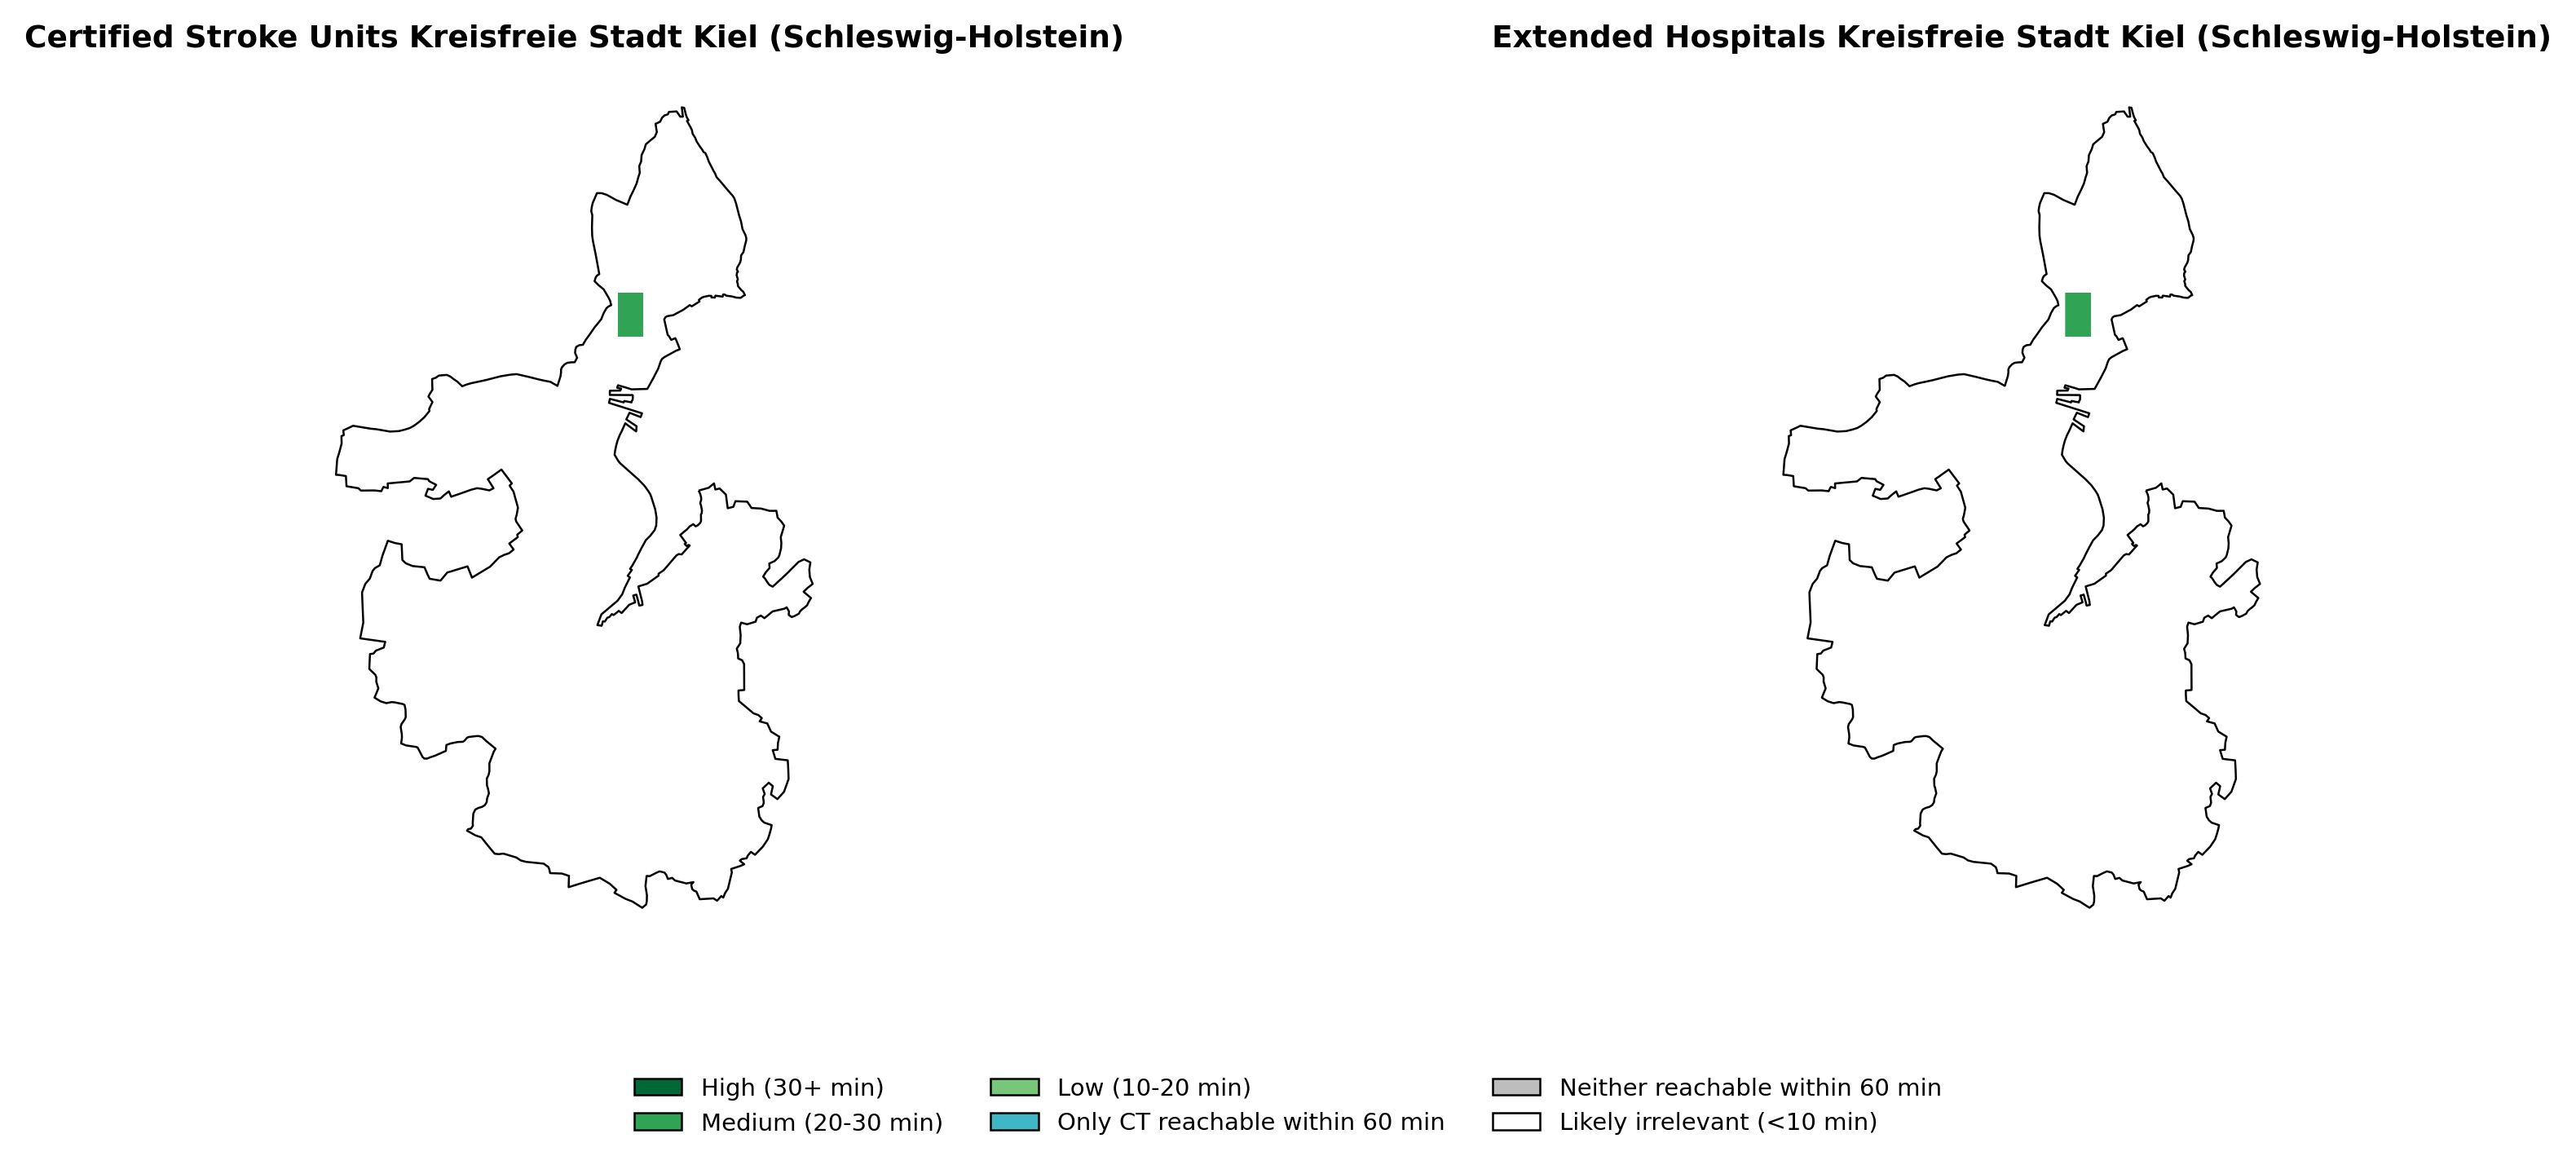 Certified Stroke Units Kreisfreie Stadt Kiel (Schleswig-Holstein)
Extended Hospitals Kreisfreie Stadt Kiel (Schleswig-Holstein)
High (30+ min)
Medium (20-30 min)
Low (10-20 min)
Only CT reachable within 60 min
Neither reachable within 60 min
Likely irrelevant (<10 min)